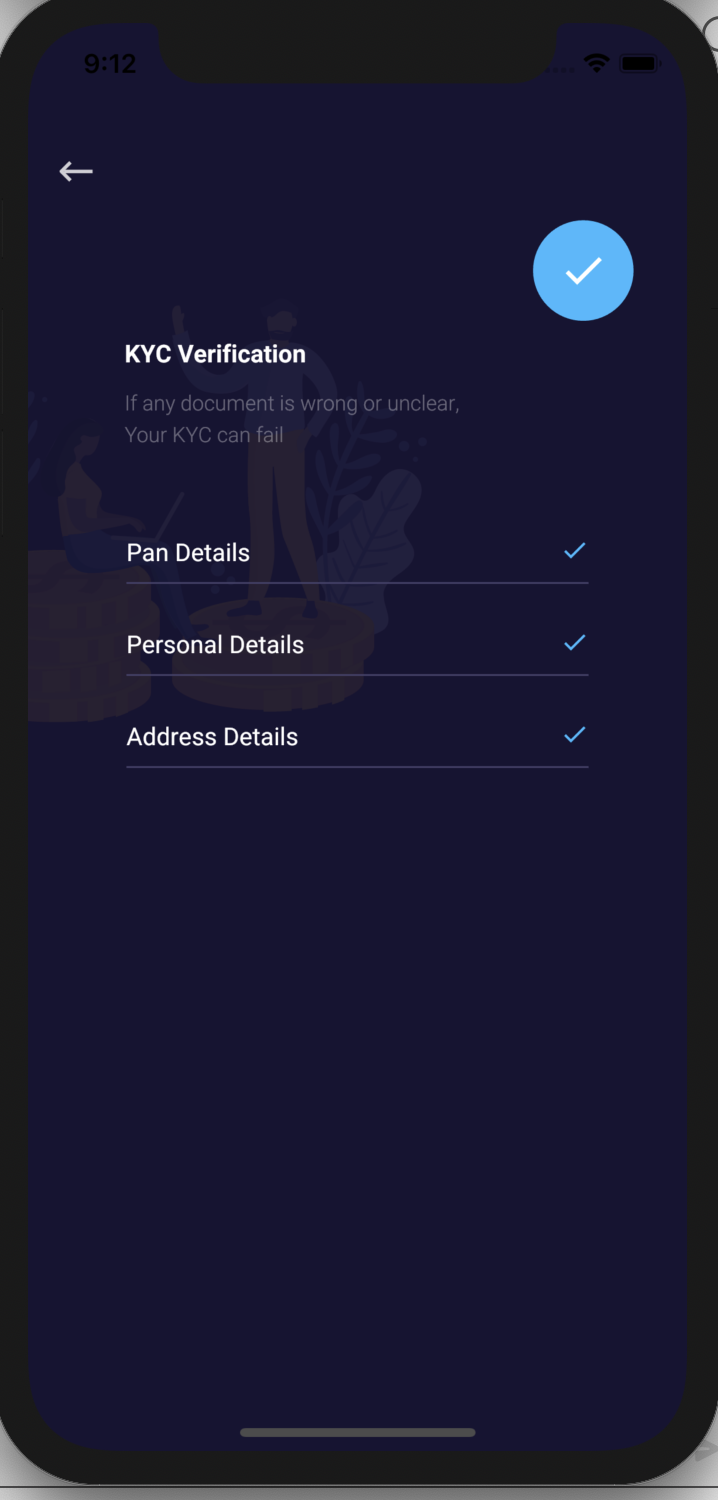 9:12
KYC Verification
If any document is wrong or unclear,
Your KYC can fail
Pan Details
Personal Details
Address Details